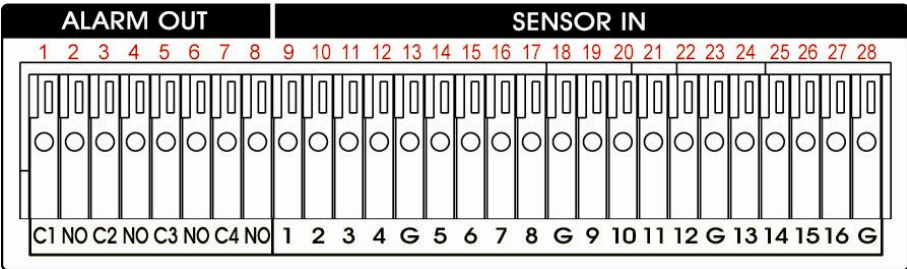 ALARM OUT SENSOR IN
1 2 3 4 5 6 7 8 9 10 11 12 13 14 15 16 17 18 19 20 21 22 23 24 25 26 27 28
C1 NO C2 NO C3 NO C4 NO 1 2 3 4 G 5 6 7 8 G 9 10 11 12 G 13 14 15 16 G